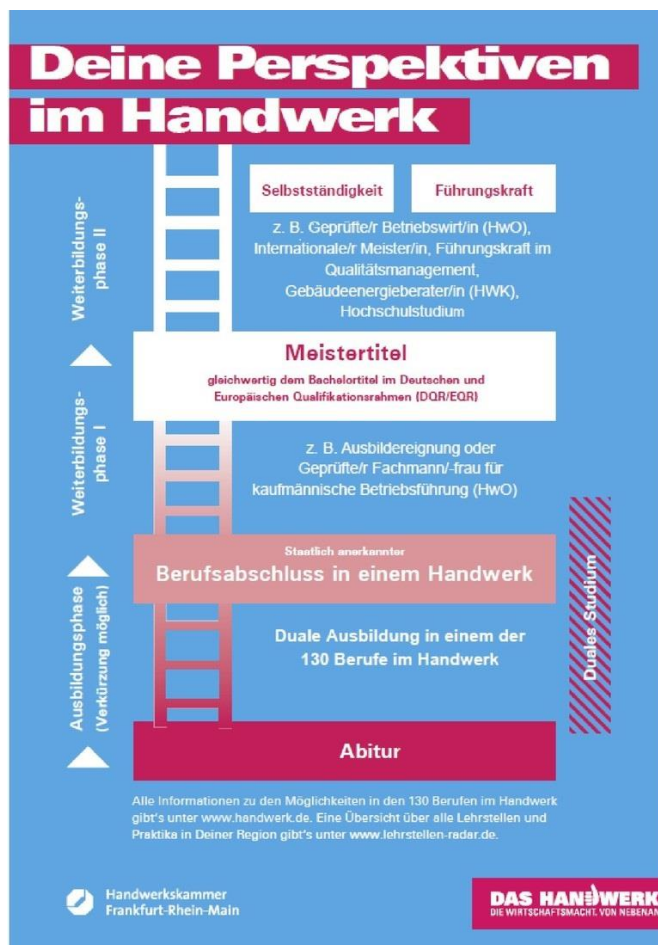 Deine Perspektiven
im Handwerk
Weiterbildungs-
phase II
Selbstständigkeit
Führungskraft
z. B. Geprüfte/r Betriebswirt/in (HwO),
Internationale/r Meister/in, Führungskraft im
Qualitätsmanagement,
Gebäudeenergieberater/in (HWK),
Hochschulstudium
Meistertitel
gleichwertig dem Bachelortitel im Deutschen und
Europäischen Qualifikationsrahmen (DQR/EQR)
Weiterbildungs-
phase I
z. B. Ausbildereignung oder
Geprüfte/r Fachmann/-frau für
kaufmännische Betriebsführung (HwO)
Staatlich anerkannter
Berufsabschluss in einem Handwerk
Ausbildungsphase
(Verkürzung möglich)
Duale Ausbildung in einem der
130 Berufe im Handwerk
Duales Studium
Abitur
Alle Informationen zu den Möglichkeiten in den 130 Berufen im Handwerk
gibt's unter www.handwerk.de. Eine Übersicht über alle Lehrstellen und
Praktika in Deiner Region gibt's unter www.lehrstellen-radar.de.
Handwerkskammer
Frankfurt-Rhein-Main
DAS HANDWERK
DIE WIRTSCHAFTSMACHT. VON NEBENAN.